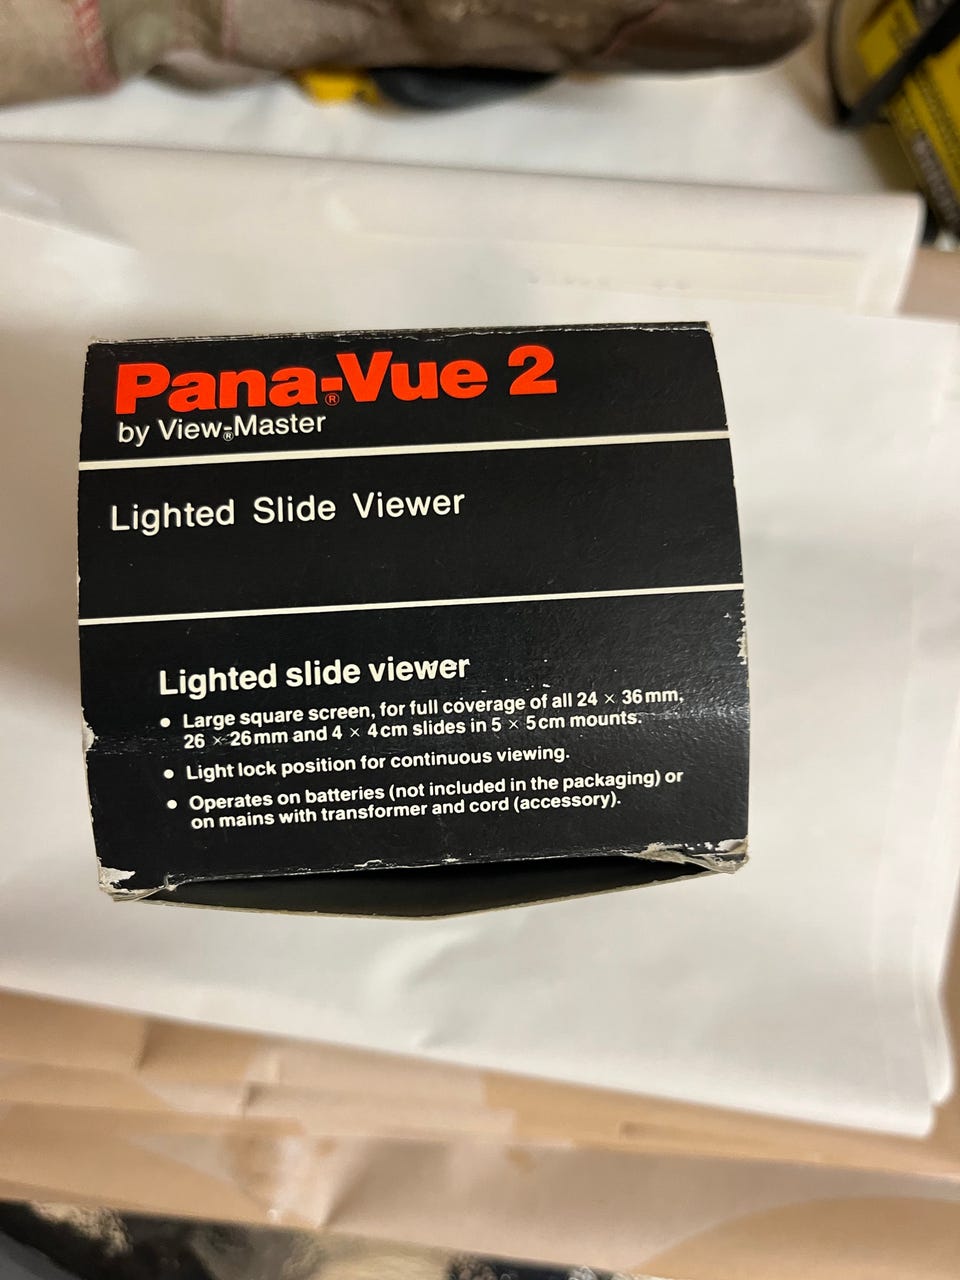 Pana-Vue 2
®
by View-Master
®
Lighted Slide Viewer
Lighted slide viewer
• Large square screen, for full coverage of all 24 × 36 mm,
26 × 26 mm and 4 × 4 cm slides in 5 × 5 cm mounts.
• Light lock position for continuous viewing.
• Operates on batteries (not included in the packaging) or
on mains with transformer and cord (accessory).